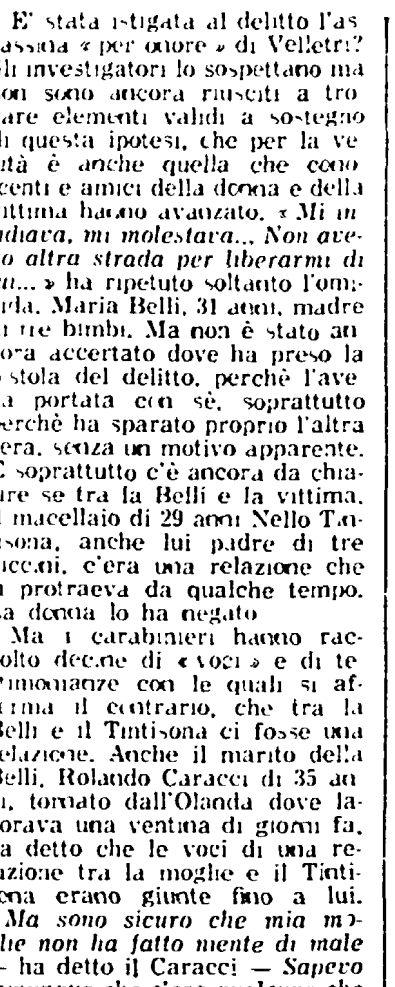 E' stata istigata al delitto l'as
assina « per onore » di Velletri?
Gli investigatori lo sospettano ma
non sono ancora riusciti a tro
vare elementi validi a sostegno
di questa ipotesi, che per la ve
rità è anche quella che cono
scenti e amici della donna e della
vittima hanno avanzato. « Mi in
sidiava, mi molestava... Non ave-
vo altra strada per liberarmi di
lui... » ha ripetuto soltanto l'omi-
cida. Maria Belli, 31 anni, madre
di tre bimbi. Ma non è stato an
cora accertato dove ha preso la
pistola del delitto, perchè l'ave
va portata con sè, soprattutto
perchè ha sparato proprio l'altra
sera, senza un motivo apparente.
E soprattutto c'è ancora da chia-
rire se tra la Belli e la vittima,
il macellaio di 29 anni Nello Tin-
tisona, anche lui padre di tre
piccini, c'era una relazione che
si protraeva da qualche tempo.
La donna lo ha negato
Ma i carabinieri hanno rac-
colto decine di « voci » e di te
stimonianze con le quali si af-
ferma il contrario, che tra la
Belli e il Tintisona ci fosse una
relazione. Anche il marito della
Belli, Rolando Caracci di 35 an
ni, tornato dall'Olanda dove la-
vorava una ventina di giorni fa,
ha detto che le voci di una re-
lazione tra la moglie e il Tinti-
sona erano giunte fino a lui.
Ma sono sicuro che mia mo-
glie non ha fatto niente di male
— ha detto il Caracci — Sapevo